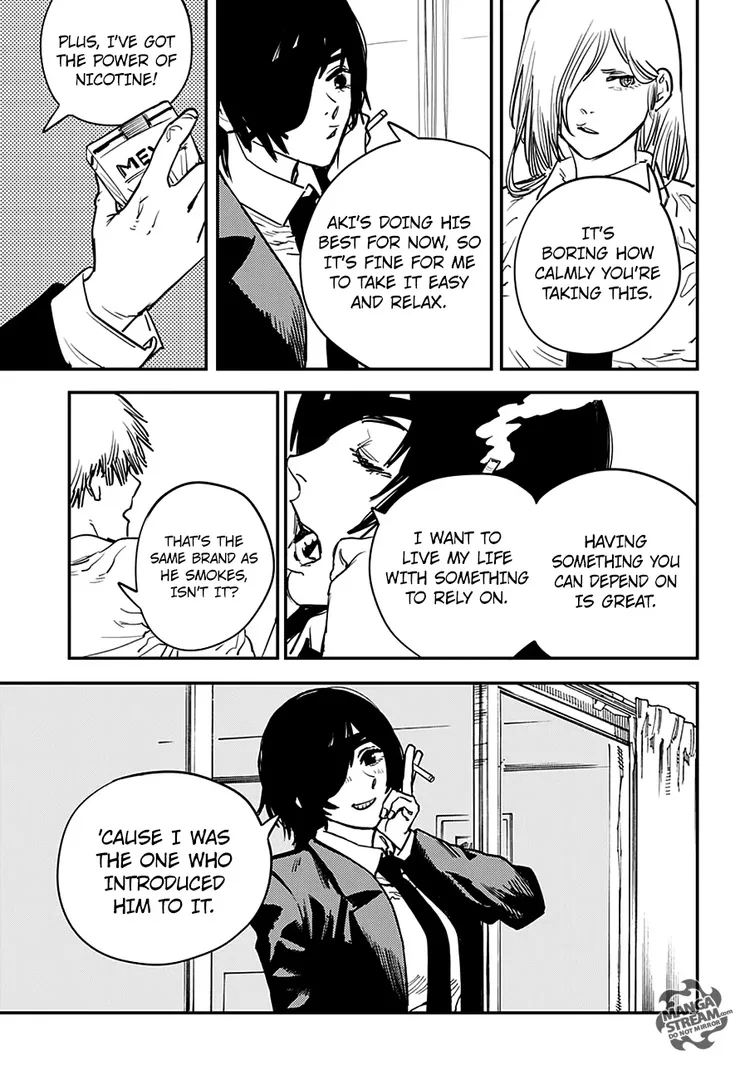 IT'S
BORING HOW
CALMLY YOU'RE
TAKING THIS.
AKI'S DOING HIS
BEST FOR NOW, SO
IT'S FINE FOR ME
TO TAKE IT EASY
AND RELAX.
PLUS, I'VE GOT
THE POWER OF
NICOTINE!
MEV
HAVING
SOMETHING YOU
CAN DEPEND ON
IS GREAT.
I WANT TO
LIVE MY LIFE
WITH SOMETHING
TO RELY ON.
THAT'S THE
SAME BRAND AS
HE SMOKES,
ISN'T IT?
'CAUSE I WAS
THE ONE WHO
INTRODUCED
HIM TO IT.
MANGA
STREAM.COM
DO NOT MIRROR